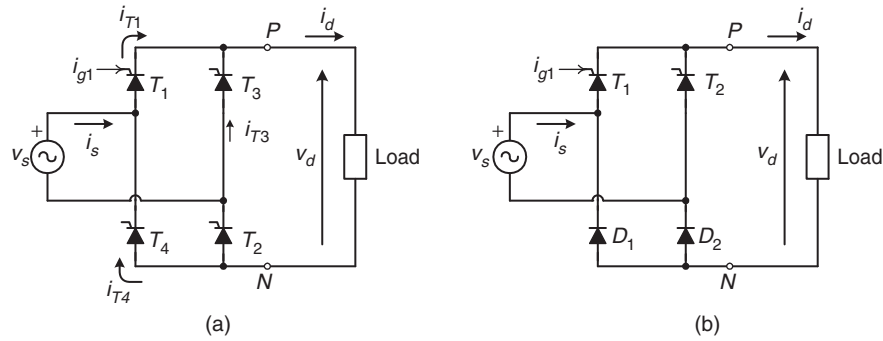 i_T1
P
i_d
i_g1
T_1
T_3
+
i_s
i_T3
v_s
v_d
Load
T_4
T_2
i_T4
N
(a)
P
i_d
i_g1
T_1
T_2
+
i_s
v_s
v_d
Load
D_1
D_2
N
(b)